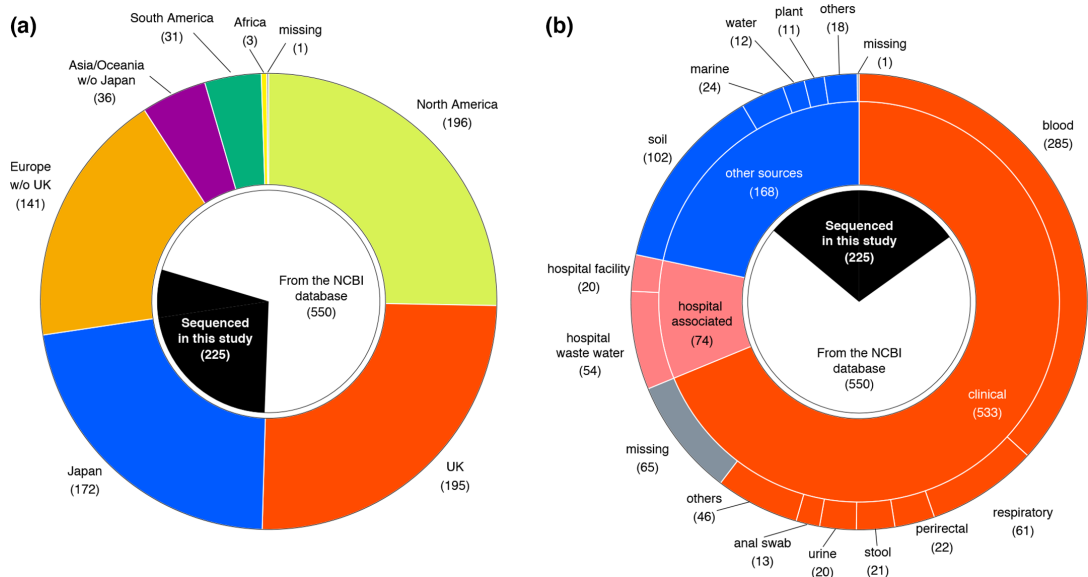 (a)
South America
(31)
Africa
(3)
missing
(1)
Asia/Oceania
w/o Japan
(36)
North America
(196)
Europe
w/o UK
(141)
From the NCBI
database
(550)
Sequenced
in this study
(225)
Japan
(172)
UK
(195)
(b)
plant
(11)
others
(18)
water
(12)
missing
(1)
marine
(24)
soil
(102)
blood
(285)
other sources
(168)
Sequenced
in this study
(225)
hospital facility
(20)
hospital
associated
(74)
hospital
waste water
(54)
From the NCBI
database
(550)
clinical
(533)
missing
(65)
others
(46)
anal swab
(13)
urine
(20)
stool
(21)
perirectal
(22)
respiratory
(61)